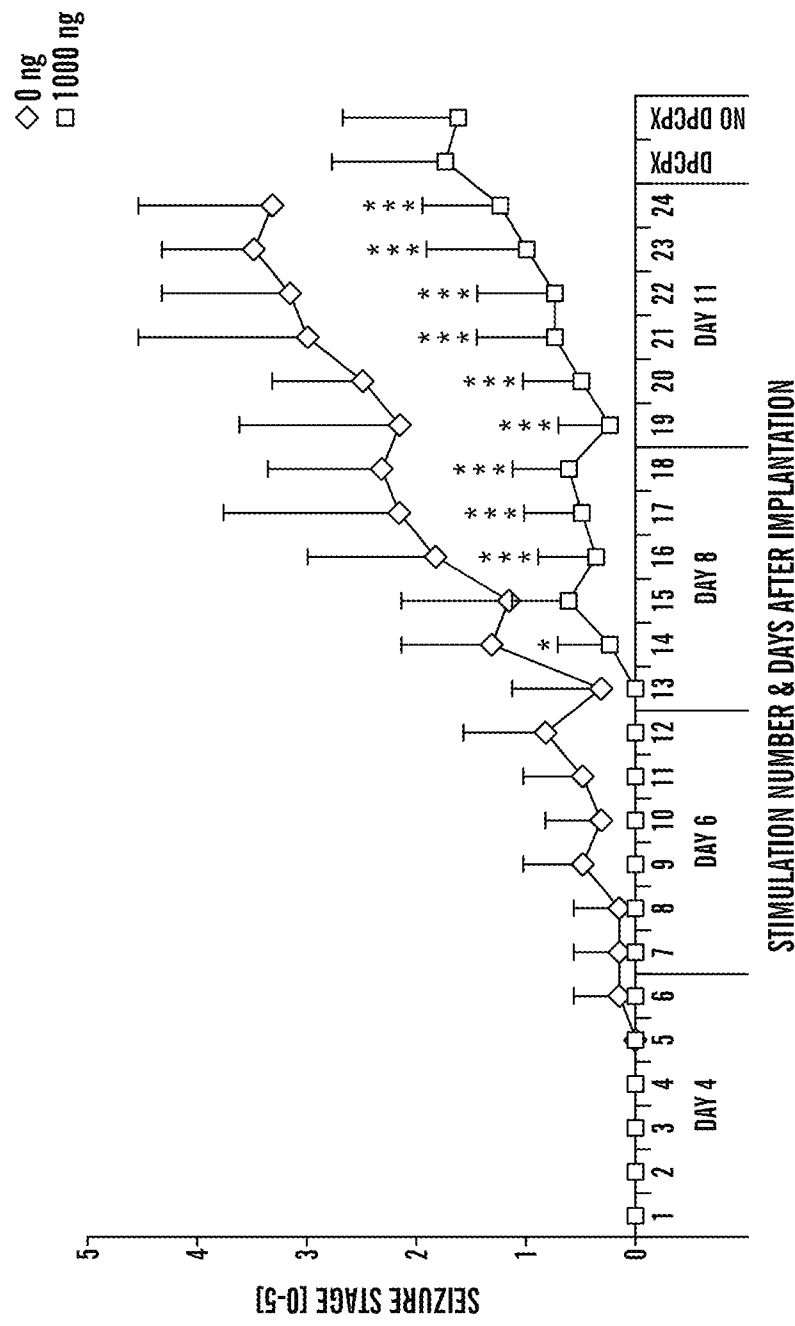 ◇ 0 ng
□ 1000 ng
SEIZURE STAGE [0-5]
5
4
3
2
1
0
***
***
***
***
***
***
***
***
***
*
1 2 3 4 5 6 7 8 9 10 11 12 13 14 15 16 17 18 19 20 21 22 23 24 DPCPX NO DPCPX
DAY 4 DAY 6 DAY 8 DAY 11
STIMULATION NUMBER & DAYS AFTER IMPLANTATION